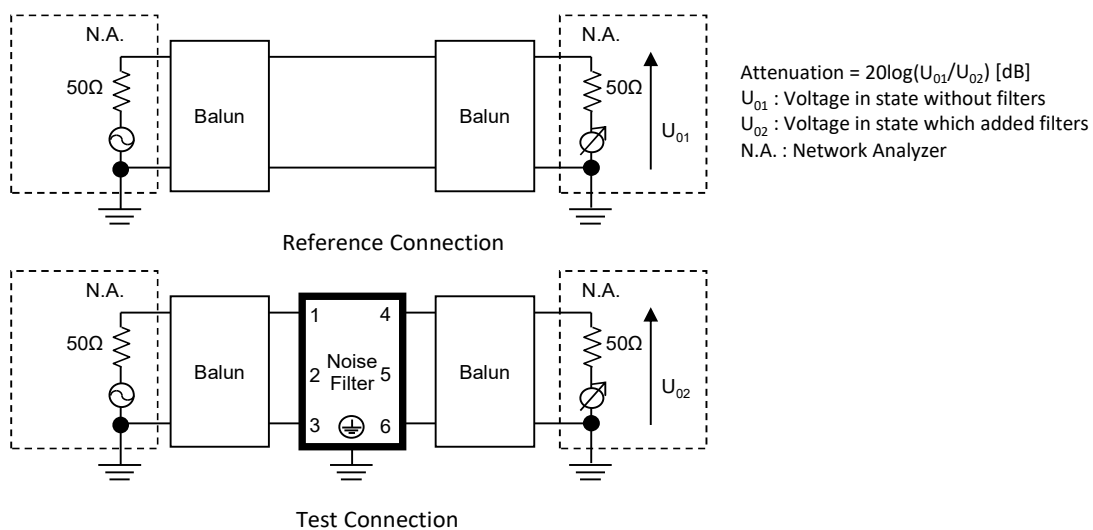 N.A.
50Ω
Balun
Balun
N.A.
50Ω
U₀₁
Attenuation = 20log(U₀₁/U₀₂) [dB]
U₀₁ : Voltage in state without filters
U₀₂ : Voltage in state which added filters
N.A. : Network Analyzer
Reference Connection
N.A.
50Ω
Balun
1 4
2 Noise 5
Filter
3 6
Balun
N.A.
50Ω
U₀₂
Test Connection